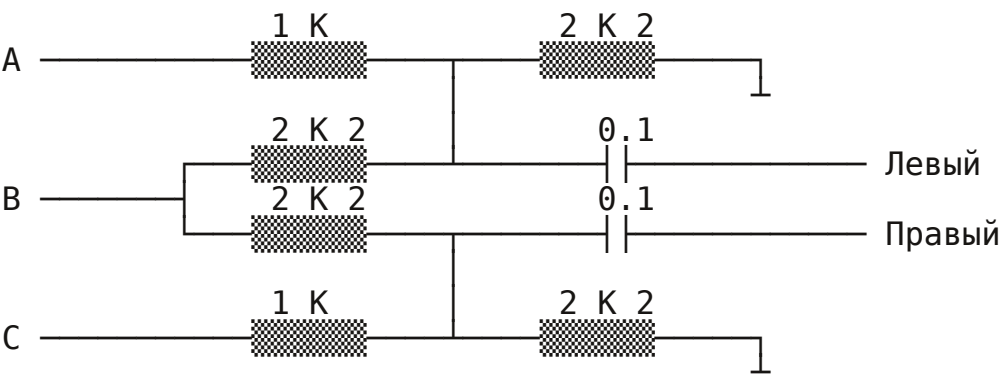 1 K 2 K 2
A
2 K 2 0.1
Левый
B 2 K 2 0.1
Правый
1 K 2 K 2
C